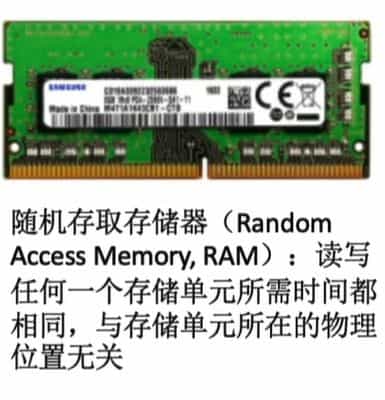 SAMSUNG
Made in China
CE
随机存取存储器（Random
Access Memory, RAM）：读写
任何一个存储单元所需时间都
相同，与存储单元所在的物理
位置无关